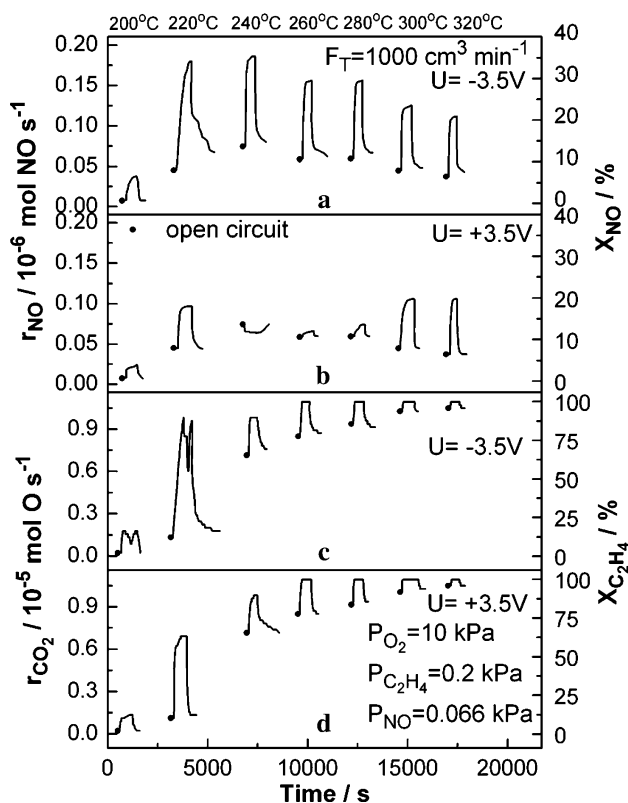 200°C 220°C 240°C 260°C 280°C 300°C 320°C
F_T=1000 cm³ min⁻¹
U= -3.5V
0.20
0.15
0.10
0.05
0.00
40
30
20
10
0
a
• open circuit
U= +3.5V
0.20
0.15
0.10
0.05
0.00
40
30
20
10
0
b
r_NO / 10⁻⁶ mol NO s⁻¹
X_NO / %
U= -3.5V
0.9
0.6
0.3
0.0
100
75
50
25
0
c
U= +3.5V
P_O₂=10 kPa
P_C₂H₄=0.2 kPa
P_NO=0.066 kPa
0.9
0.6
0.3
0.0
100
75
50
25
0
d
r_CO₂ / 10⁻⁵ mol O s⁻¹
X_C₂H₄ / %
0 5000 10000 15000 20000
Time / s